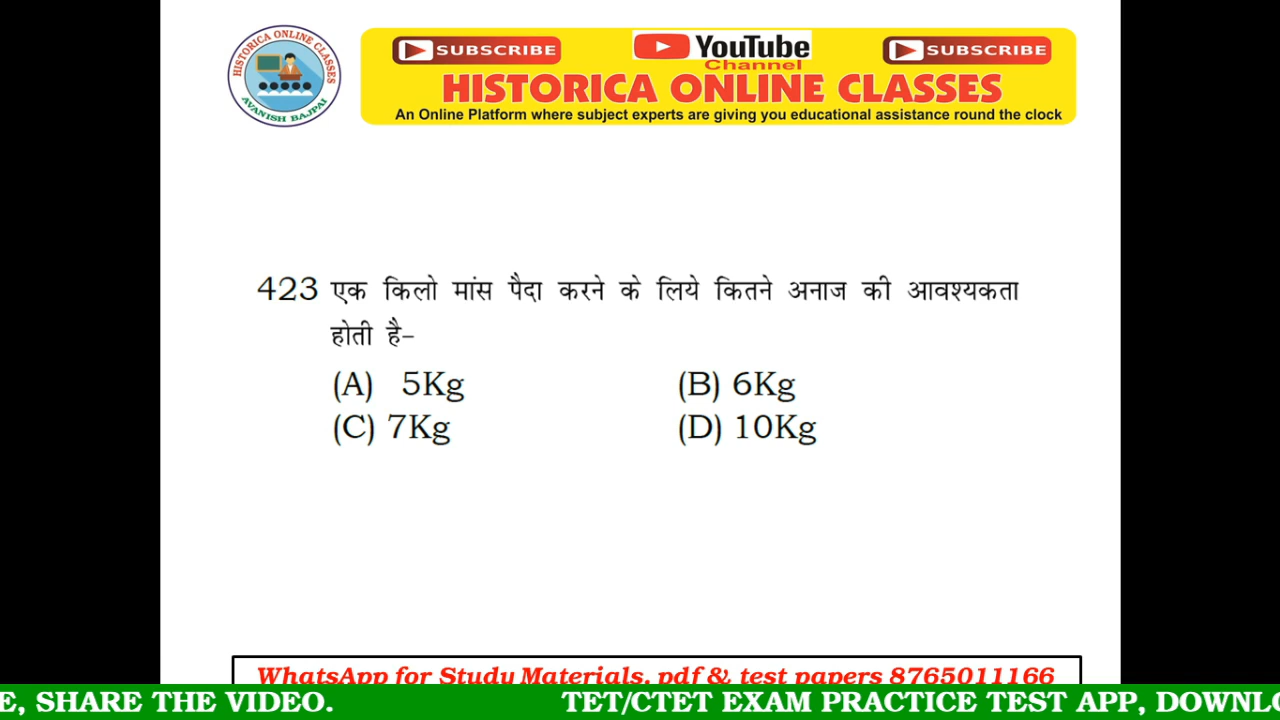 HISTORICA ONLINE CLASSES
AVANISH BAJPAI
SUBSCRIBE
YouTube
Channel
SUBSCRIBE
HISTORICA ONLINE CLASSES
An Online Platform where subject experts are giving you educational assistance round the clock
423 एक किलो मांस पैदा करने के लिये कितने अनाज की आवश्यकता
होती है–
(A) 5Kg (B) 6Kg
(C) 7Kg (D) 10Kg
WhatsApp for Study Materials, pdf & test papers 8765011166
E, SHARE THE VIDEO. TET/CTET EXAM PRACTICE TEST APP, DOWNLO